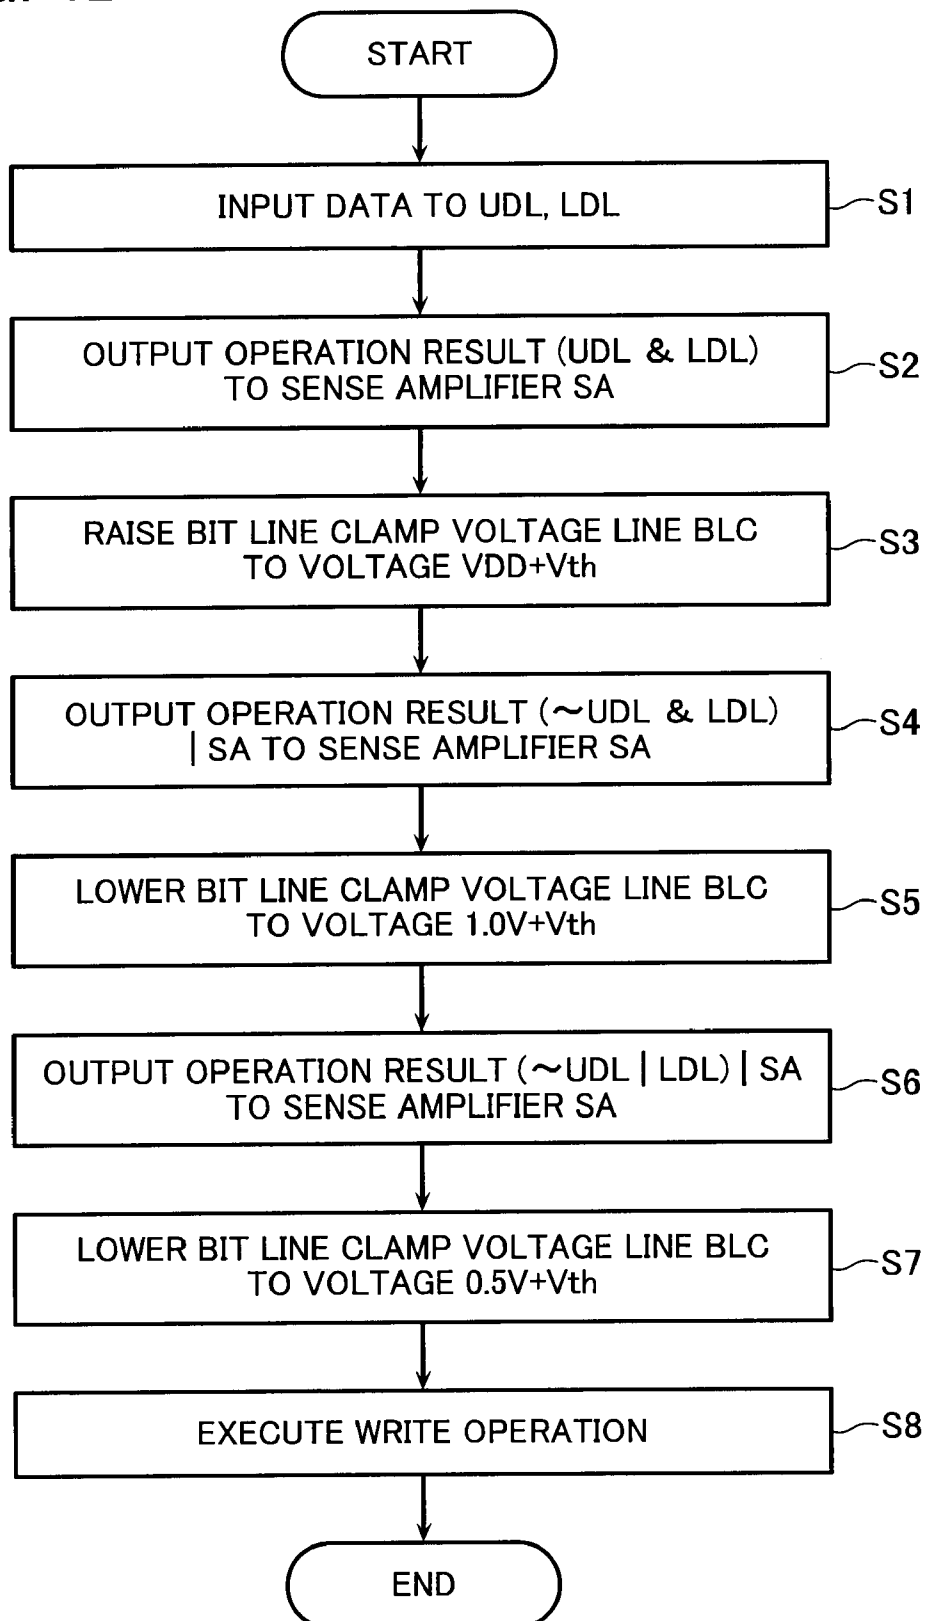 START
INPUT DATA TO UDL, LDL
S1
OUTPUT OPERATION RESULT (UDL & LDL)
TO SENSE AMPLIFIER SA
S2
RAISE BIT LINE CLAMP VOLTAGE LINE BLC
TO VOLTAGE VDD+Vth
S3
OUTPUT OPERATION RESULT (~UDL & LDL)
| SA TO SENSE AMPLIFIER SA
S4
LOWER BIT LINE CLAMP VOLTAGE LINE BLC
TO VOLTAGE 1.0V+Vth
S5
OUTPUT OPERATION RESULT (~UDL | LDL) | SA
TO SENSE AMPLIFIER SA
S6
LOWER BIT LINE CLAMP VOLTAGE LINE BLC
TO VOLTAGE 0.5V+Vth
S7
EXECUTE WRITE OPERATION
S8
END